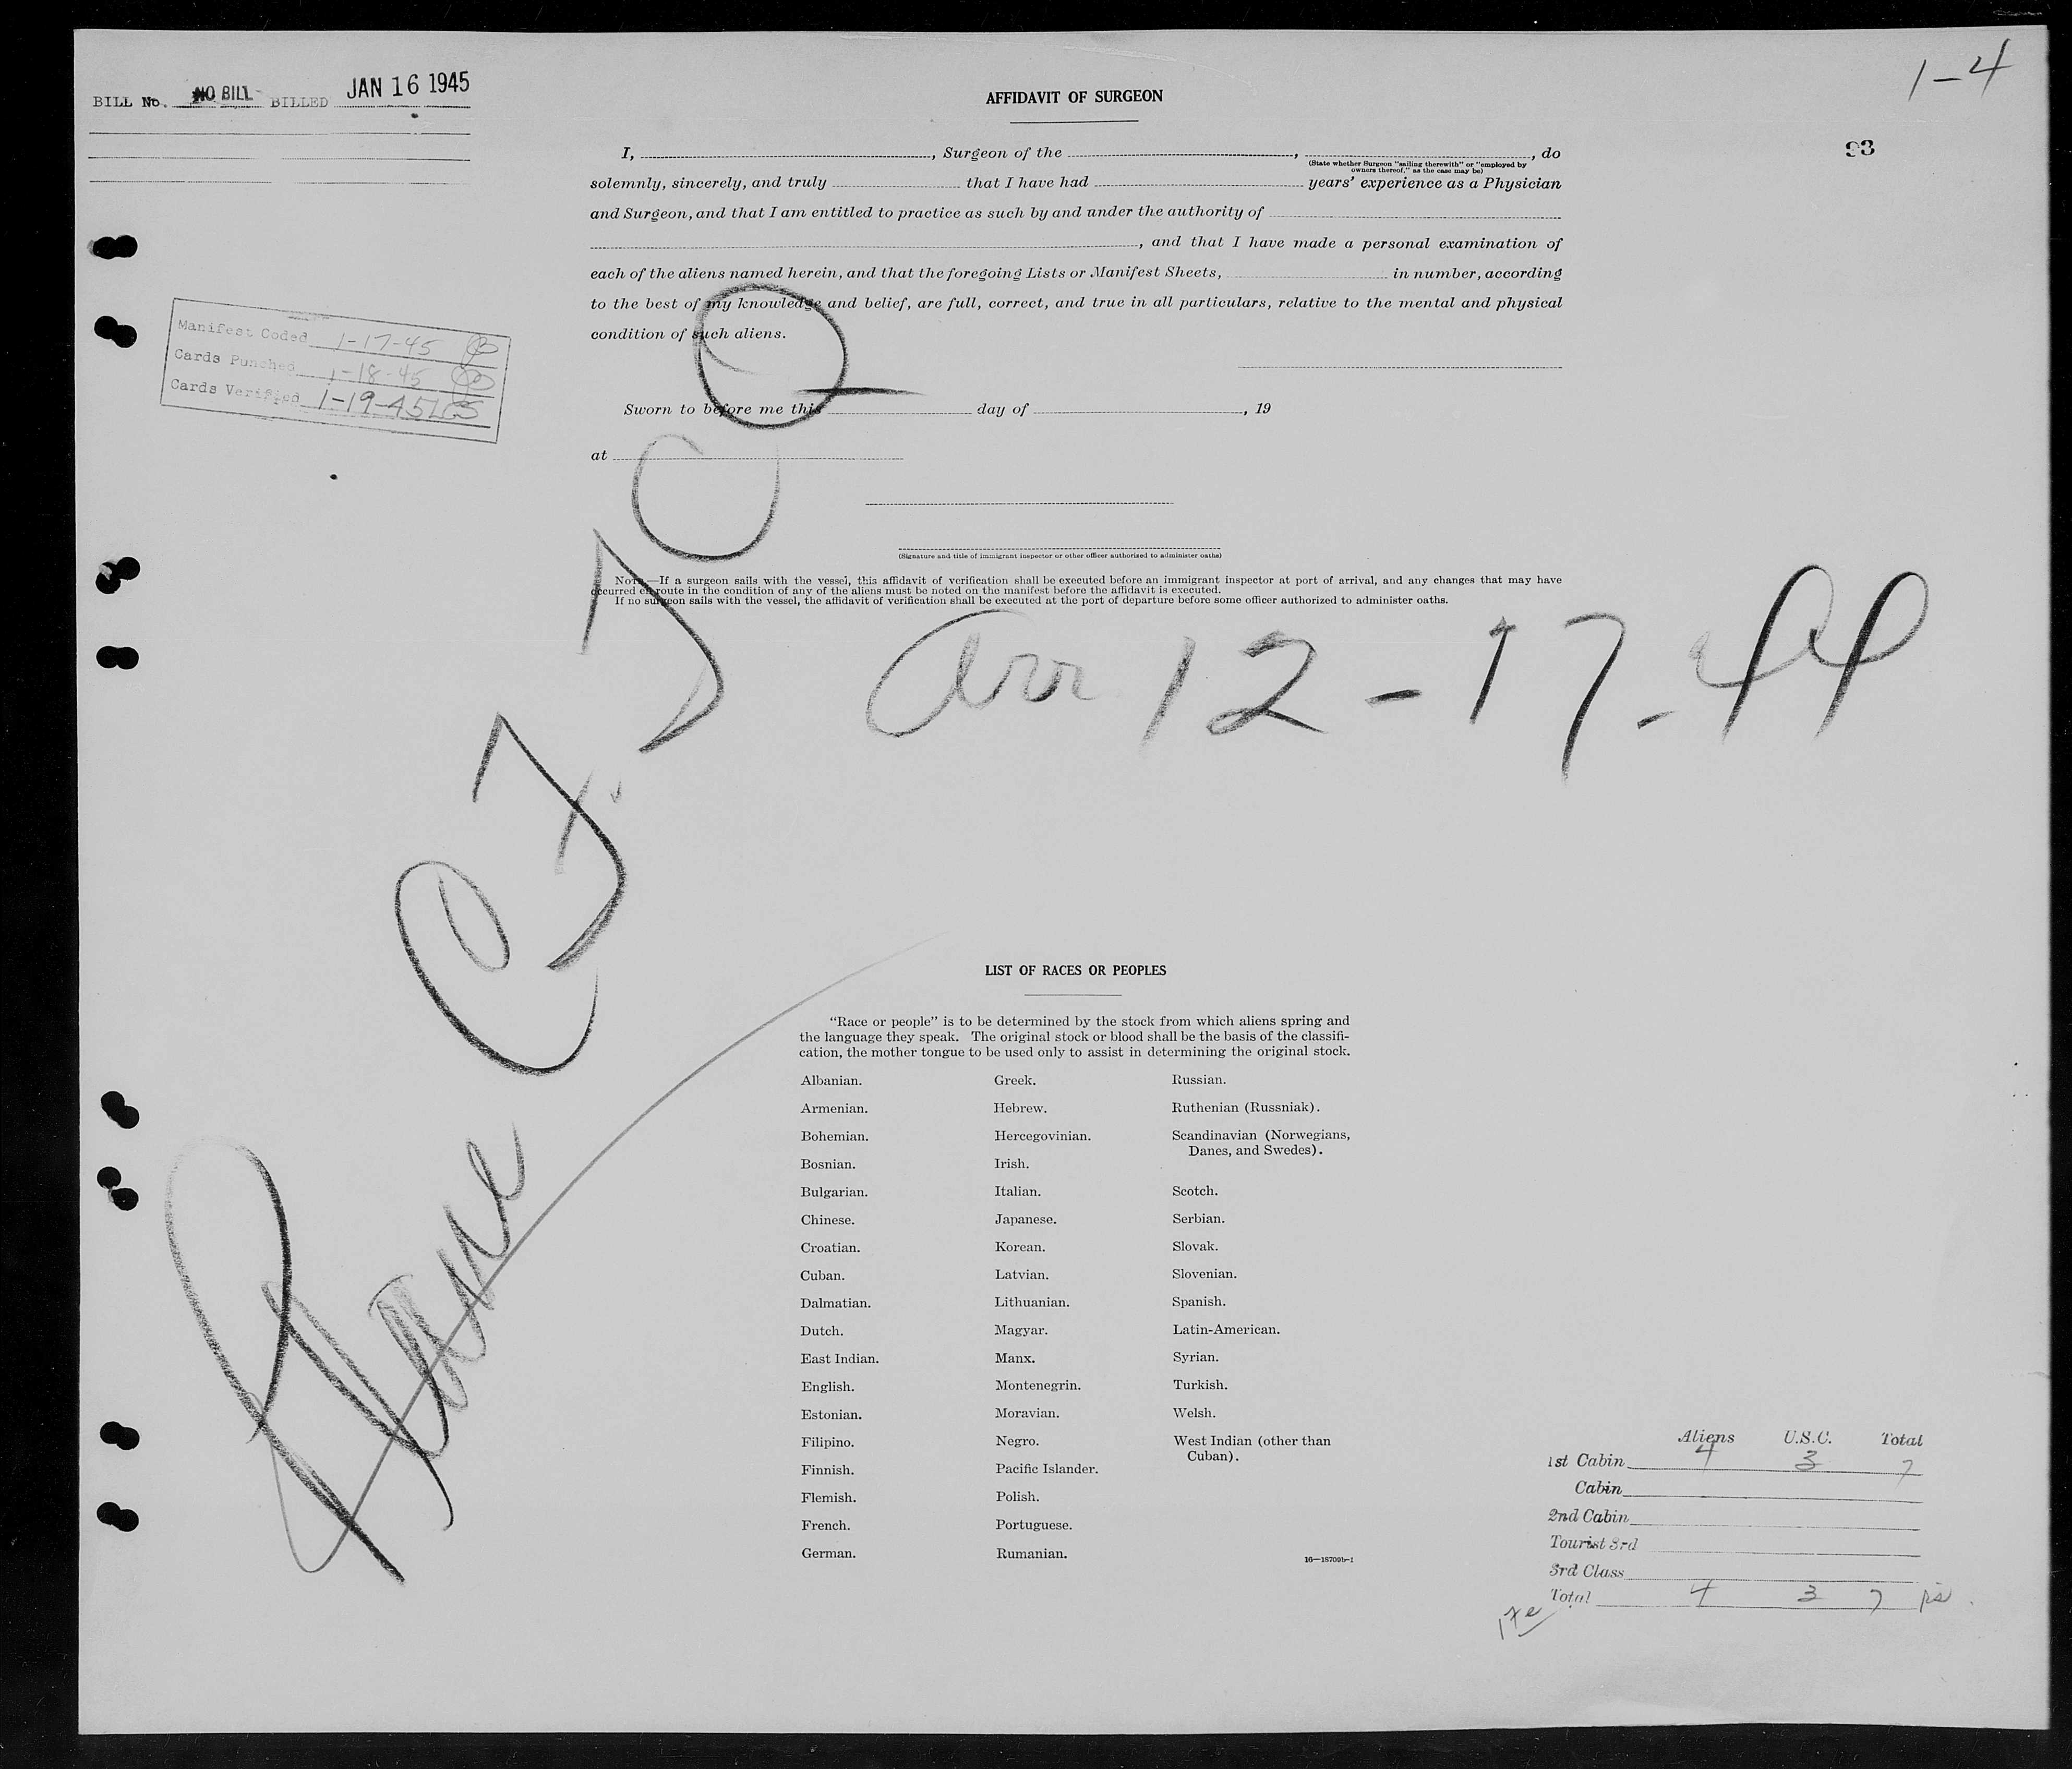 1-4
BILL No. NO BILL BILLED JAN 16 1945
93
AFFIDAVIT OF SURGEON
I, , Surgeon of the , , do
(State whether Surgeon "sailing therewith" or "employed by
owners thereof," as the case may be)
solemnly, sincerely, and truly that I have had years' experience as a Physician
and Surgeon, and that I am entitled to practice as such by and under the authority of
, and that I have made a personal examination of
each of the aliens named herein, and that the foregoing Lists or Manifest Sheets, in number, according
to the best of my knowledge and belief, are full, correct, and true in all particulars, relative to the mental and physical
condition of such aliens.
Manifest Coded 1-17-45
Cards Punched 1-18-45
Cards Verified 1-19-45
Sworn to before me this day of , 19
at
(Signature and title of immigrant inspector or other officer authorized to administer oaths)
NOTE.—If a surgeon sails with the vessel, this affidavit of verification shall be executed before an immigrant inspector at port of arrival, and any changes that may have
occurred en route in the condition of any of the aliens must be noted on the manifest before the affidavit is executed.
If no surgeon sails with the vessel, the affidavit of verification shall be executed at the port of departure before some officer authorized to administer oaths.
Arr 12-17-44
Plane
LIST OF RACES OR PEOPLES
"Race or people" is to be determined by the stock from which aliens spring and
the language they speak. The original stock or blood shall be the basis of the classifi-
cation, the mother tongue to be used only to assist in determining the original stock.
Albanian.
Armenian.
Bohemian.
Bosnian.
Bulgarian.
Chinese.
Croatian.
Cuban.
Dalmatian.
Dutch.
East Indian.
English.
Estonian.
Filipino.
Finnish.
Flemish.
French.
German.
Greek.
Hebrew.
Hercegovinian.
Irish.
Italian.
Japanese.
Korean.
Latvian.
Lithuanian.
Magyar.
Manx.
Montenegrin.
Moravian.
Negro.
Pacific Islander.
Polish.
Portuguese.
Rumanian.
Russian.
Ruthenian (Russniak).
Scandinavian (Norwegians,
Danes, and Swedes).
Scotch.
Serbian.
Slovak.
Slovenian.
Spanish.
Latin-American.
Syrian.
Turkish.
Welsh.
West Indian (other than
Cuban).
16—18709b-1
Aliens U.S.C. Total
1st Cabin 4 3 7
Cabin
2nd Cabin
Tourist 3rd
3rd Class
Total 4 3 7